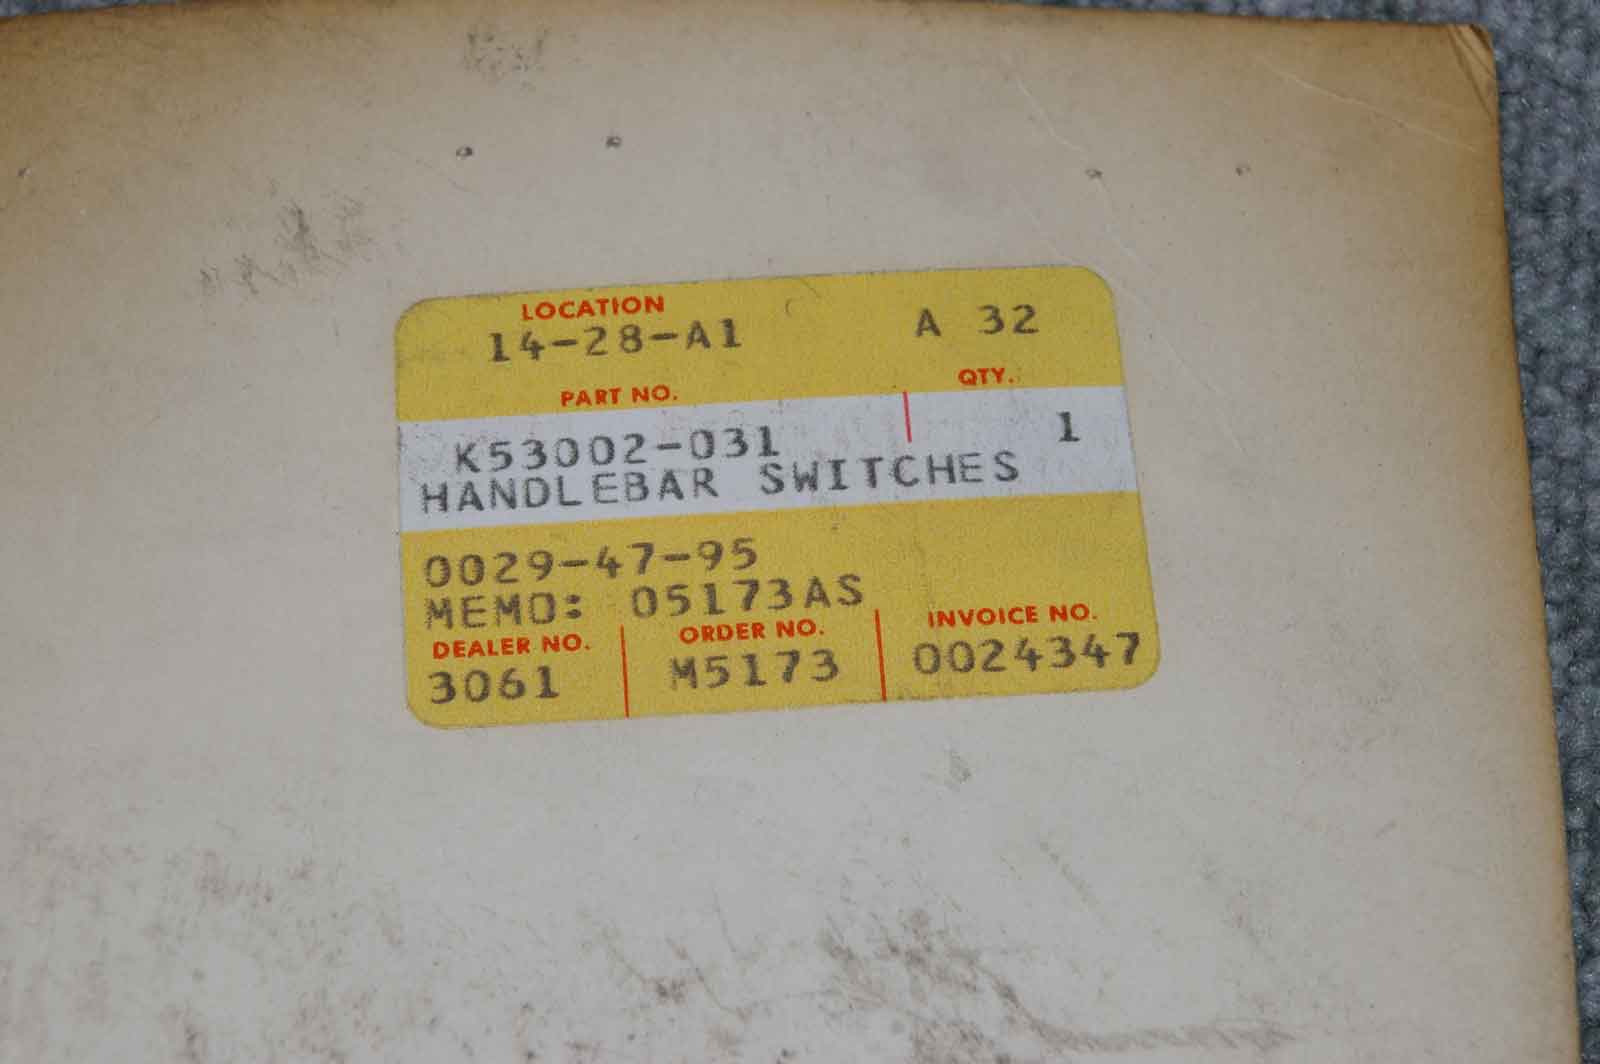 LOCATION
14-28-A1 A 32
PART NO. QTY.
K53002-031 1
HANDLEBAR SWITCHES
0029-47-95
MEMO: 05173AS
DEALER NO. ORDER NO. INVOICE NO.
3061 M5173 0024347